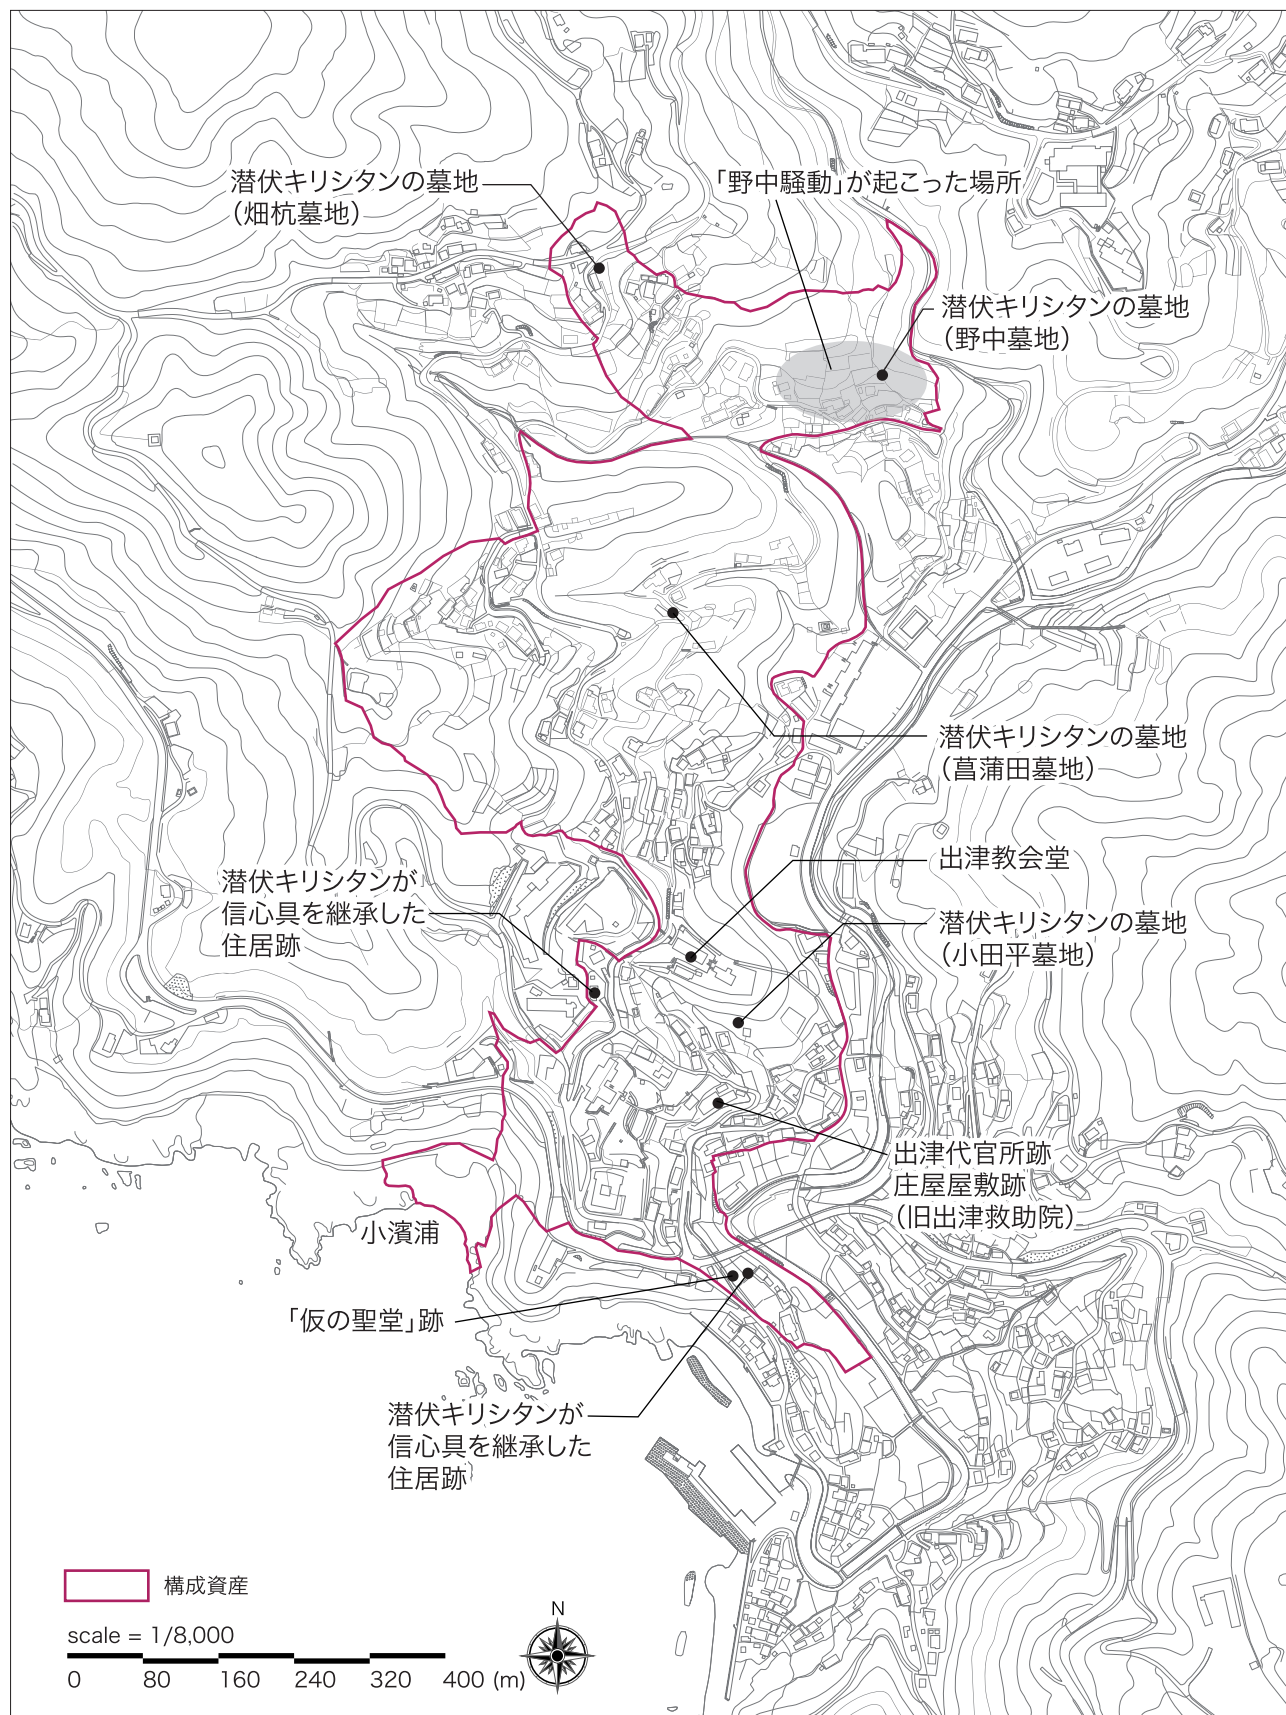 潜伏キリシタンの墓地
（畑杭墓地）
「野中騒動」が起こった場所
潜伏キリシタンの墓地
（野中墓地）
潜伏キリシタンの墓地
（菖蒲田墓地）
出津教会堂
潜伏キリシタンが
信心具を継承した
住居跡
潜伏キリシタンの墓地
（小田平墓地）
出津代官所跡
庄屋屋敷跡
（旧出津救助院）
小濱浦
「仮の聖堂」跡
潜伏キリシタンが
信心具を継承した
住居跡
構成資産
scale = 1/8,000
0 80 160 240 320 400 (m)
N